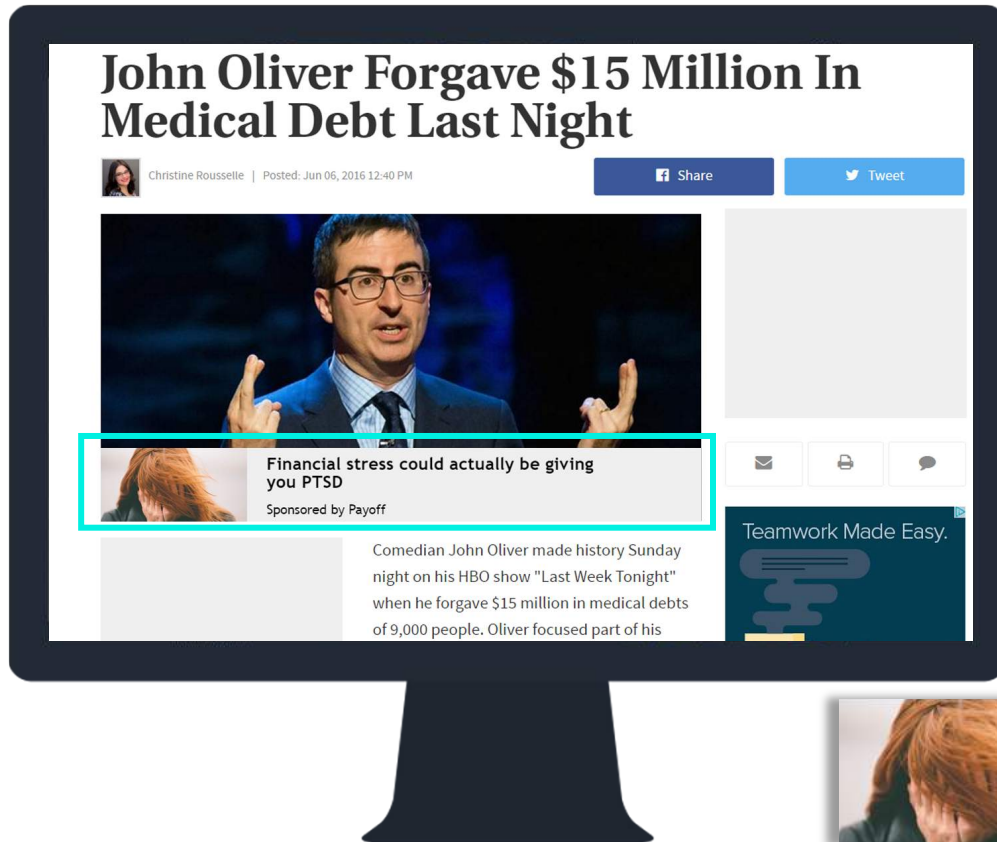 John Oliver Forgave $15 Million In
Medical Debt Last Night
Christine Rousselle | Posted: Jun 06, 2016 12:40 PM
Share
Tweet
Financial stress could actually be giving
you PTSD
Sponsored by Payoff
Comedian John Oliver made history Sunday
night on his HBO show "Last Week Tonight"
when he forgave $15 million in medical debts
of 9,000 people. Oliver focused part of his
Teamwork Made Easy.